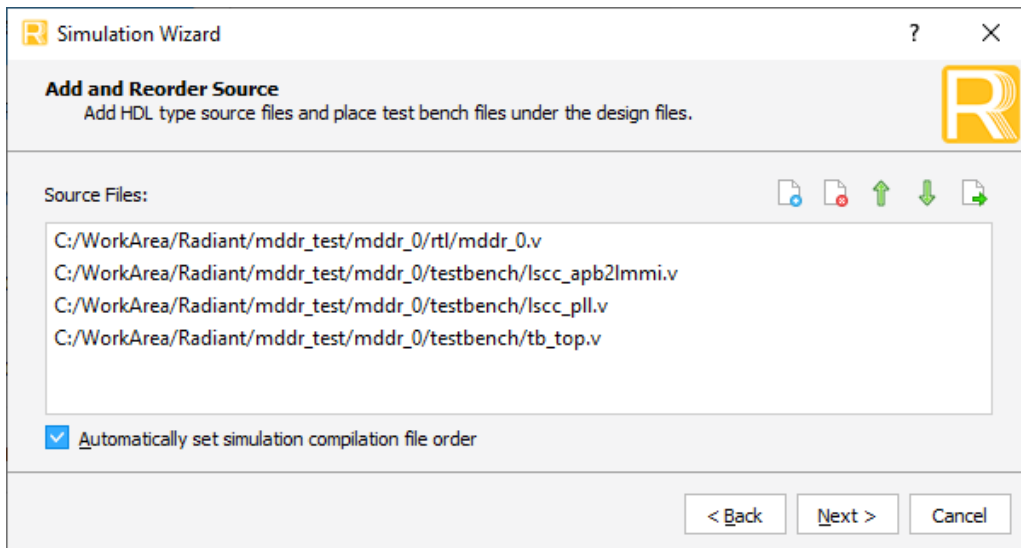 Simulation Wizard
?
Add and Reorder Source
Add HDL type source files and place test bench files under the design files.
Source Files:
C:/WorkArea/Radiant/mddr_test/mddr_0/rtl/mddr_0.v
C:/WorkArea/Radiant/mddr_test/mddr_0/testbench/lscc_apb2lmmi.v
C:/WorkArea/Radiant/mddr_test/mddr_0/testbench/lscc_pll.v
C:/WorkArea/Radiant/mddr_test/mddr_0/testbench/tb_top.v
Automatically set simulation compilation file order
< Back
Next >
Cancel